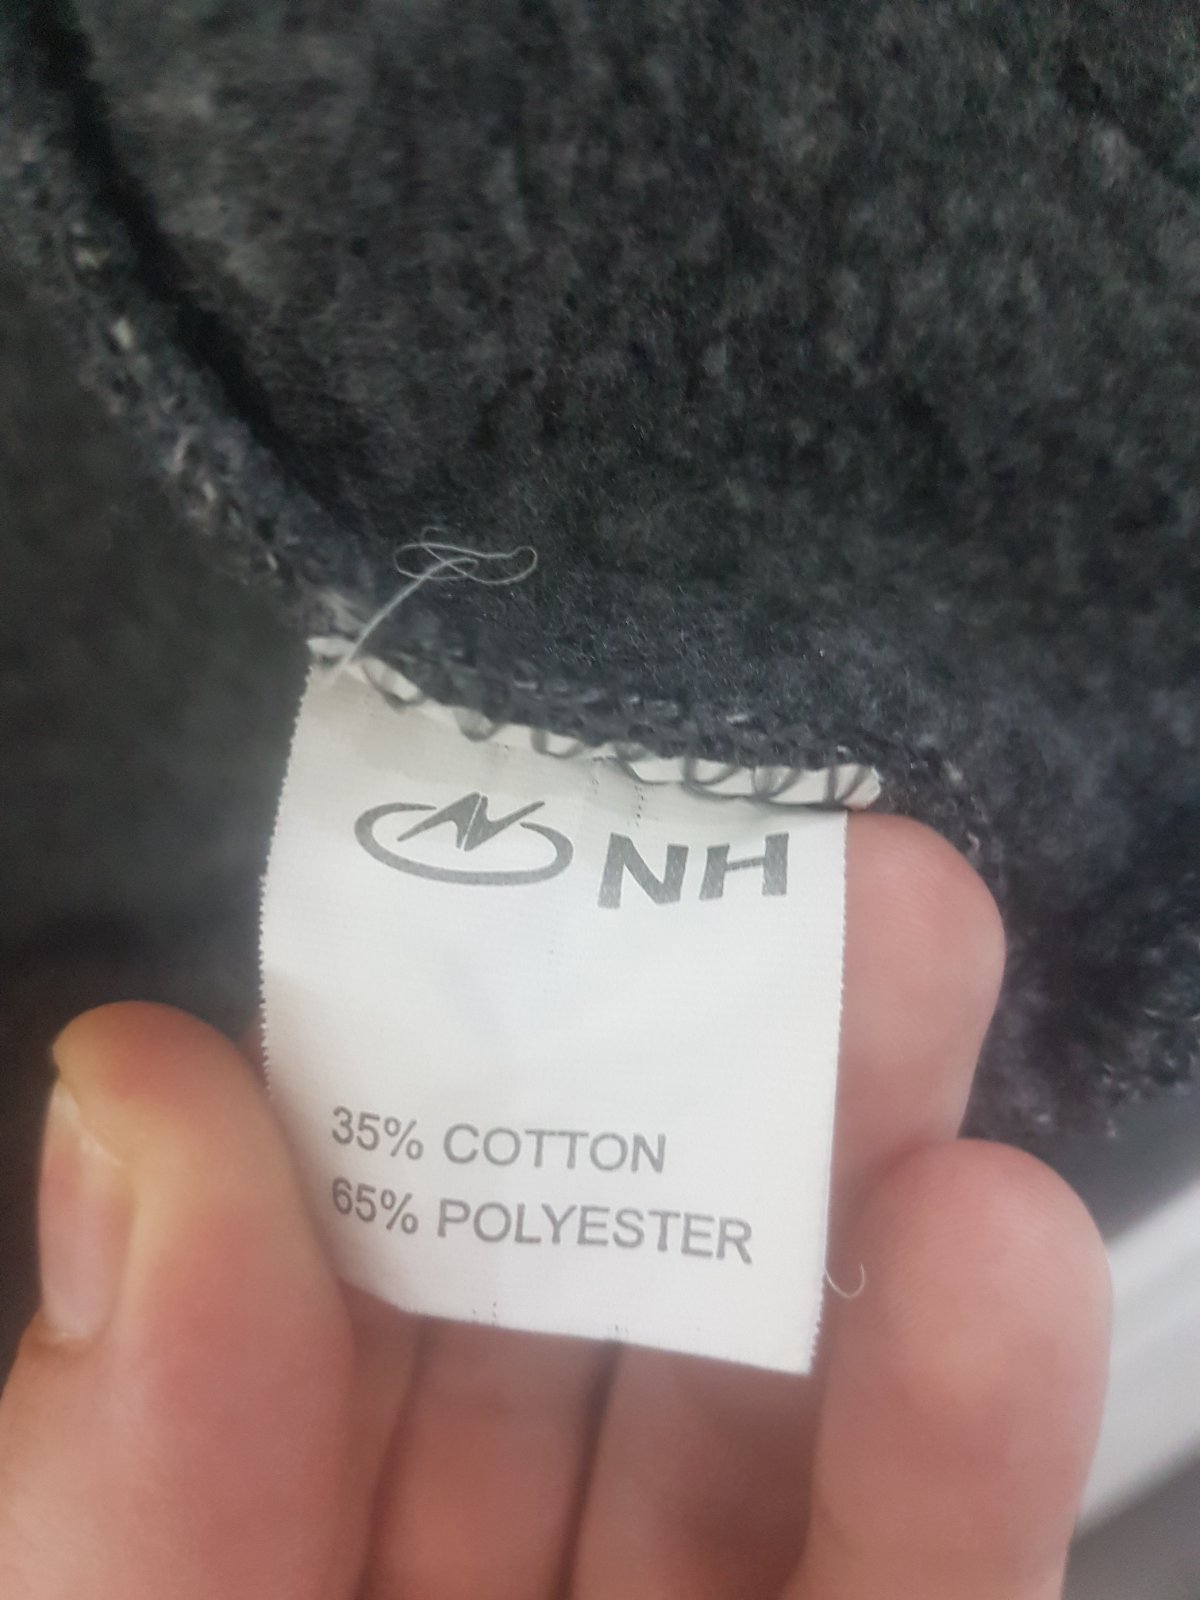 NH
35% COTTON
65% POLYESTER